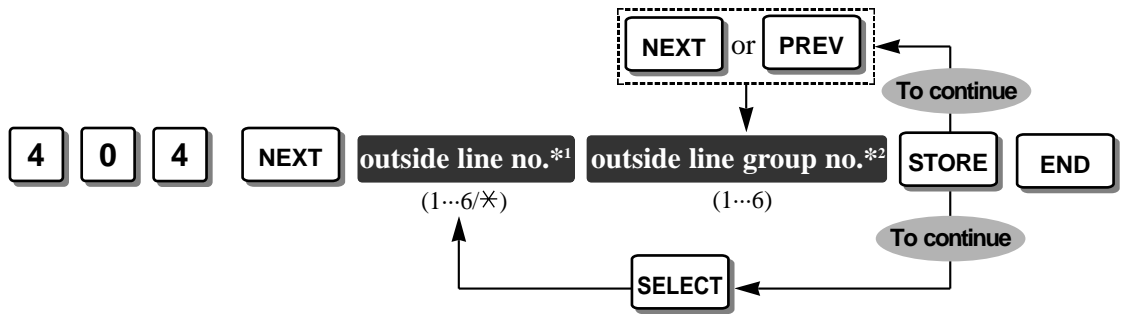 NEXT or PREV
To continue
4 0 4 NEXT outside line no.*1 outside line group no.*2 STORE END
(1···6/✳) (1···6)
To continue
SELECT